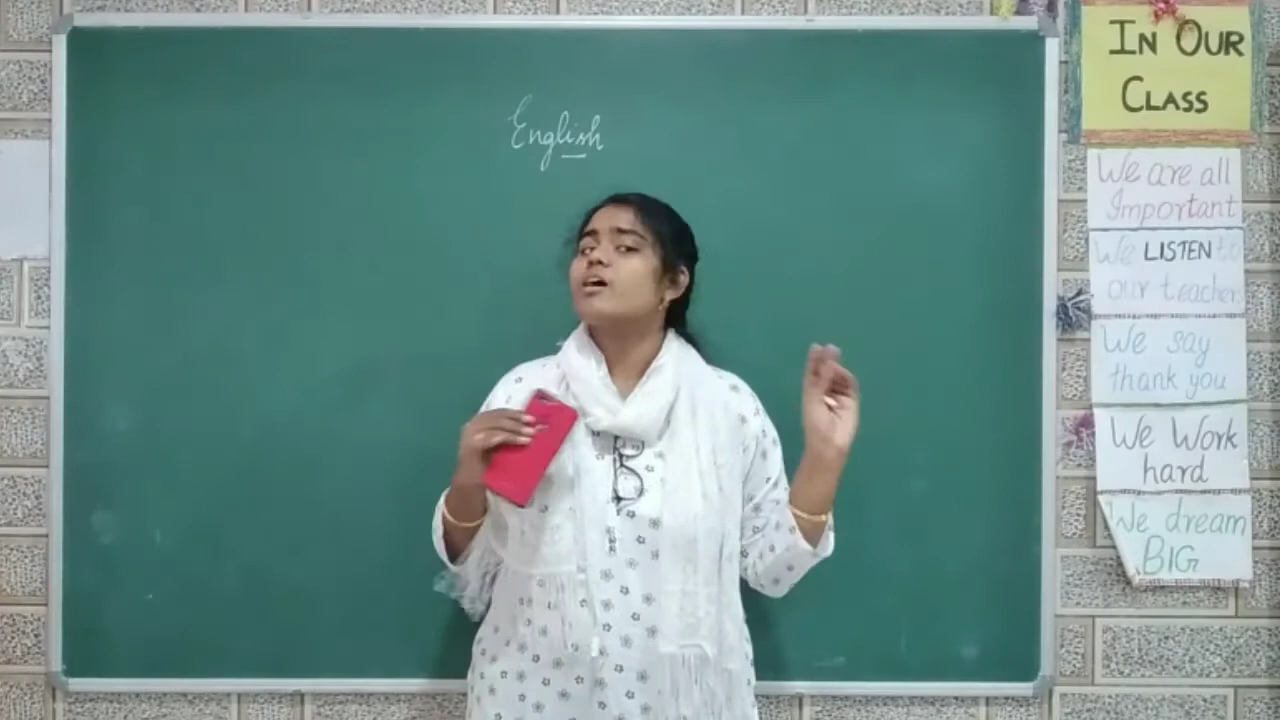 English
IN OUR
CLASS
We are all
Important
We LISTEN to
our teachers
We say
thank you
We Work
hard
We dream
BIG